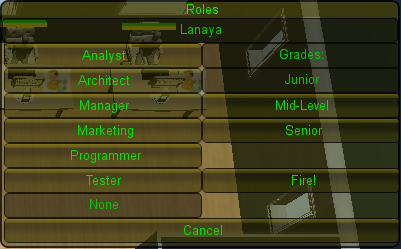 Roles
Lanaya
Analyst
Grades:
Architect
Junior
Manager
Mid-Level
Marketing
Senior
Programmer
Tester
Fire!
None
Cancel